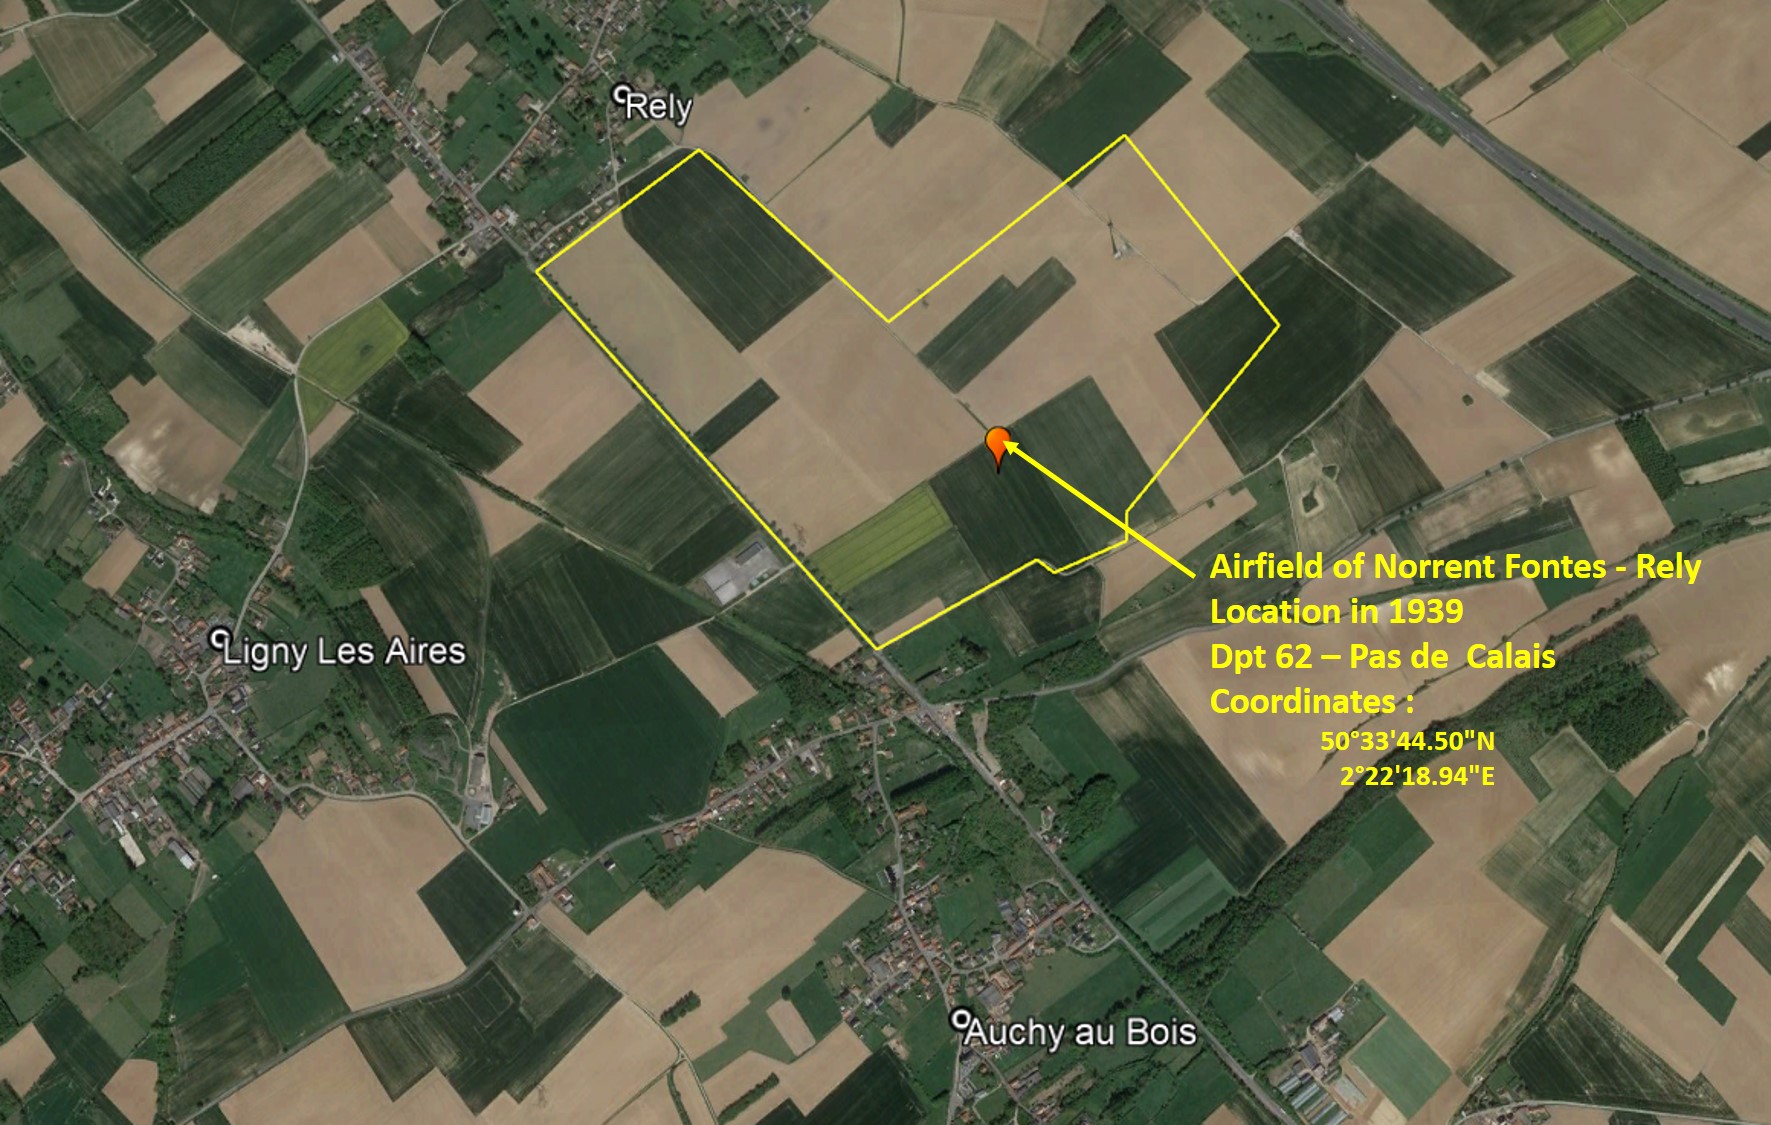 Rely
Airfield of Norrent Fontes - Rely
Location in 1939
Dpt 62 – Pas de Calais
Coordinates :
50°33'44.50"N
2°22'18.94"E
Ligny Les Aires
Auchy au Bois